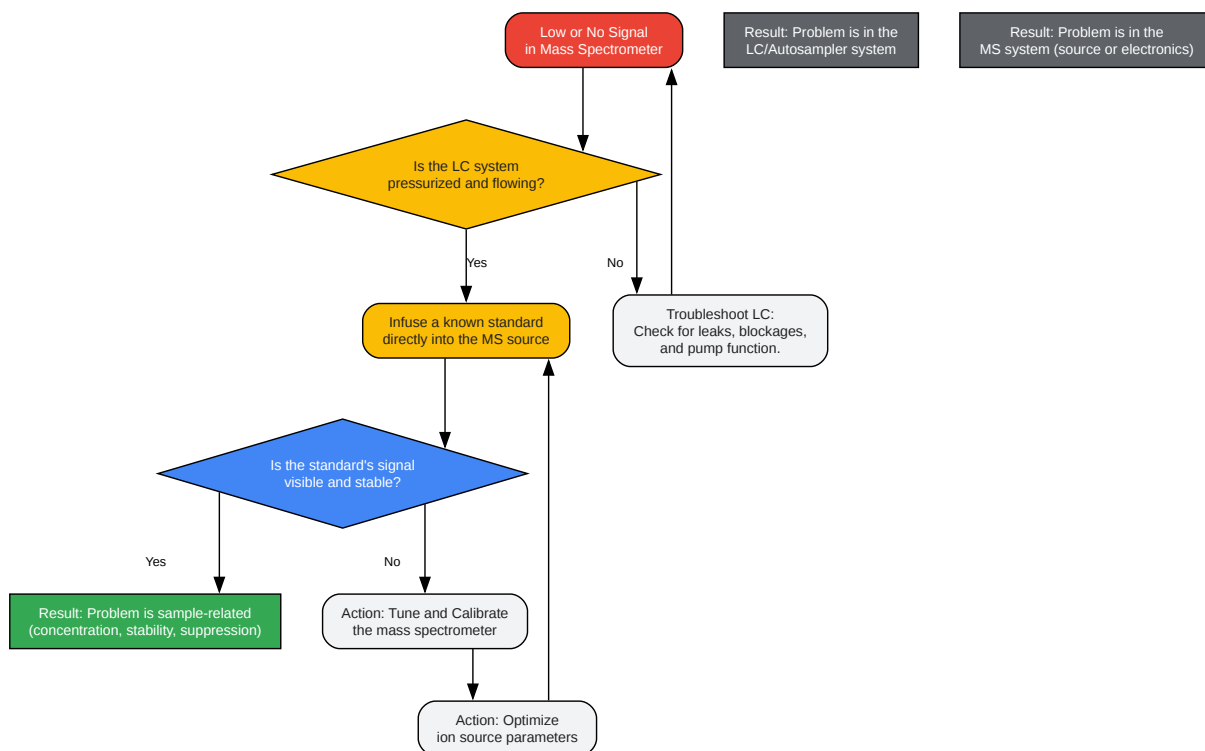 Low or No Signal
in Mass Spectrometer
Result: Problem is in the
LC/Autosampler system
Result: Problem is in the
MS system (source or electronics)
Is the LC system
pressurized and flowing?
Yes
No
Infuse a known standard
directly into the MS source
Troubleshoot LC:
Check for leaks, blockages,
and pump function.
Is the standard's signal
visible and stable?
Yes
No
Result: Problem is sample-related
(concentration, stability, suppression)
Action: Tune and Calibrate
the mass spectrometer
Action: Optimize
ion source parameters